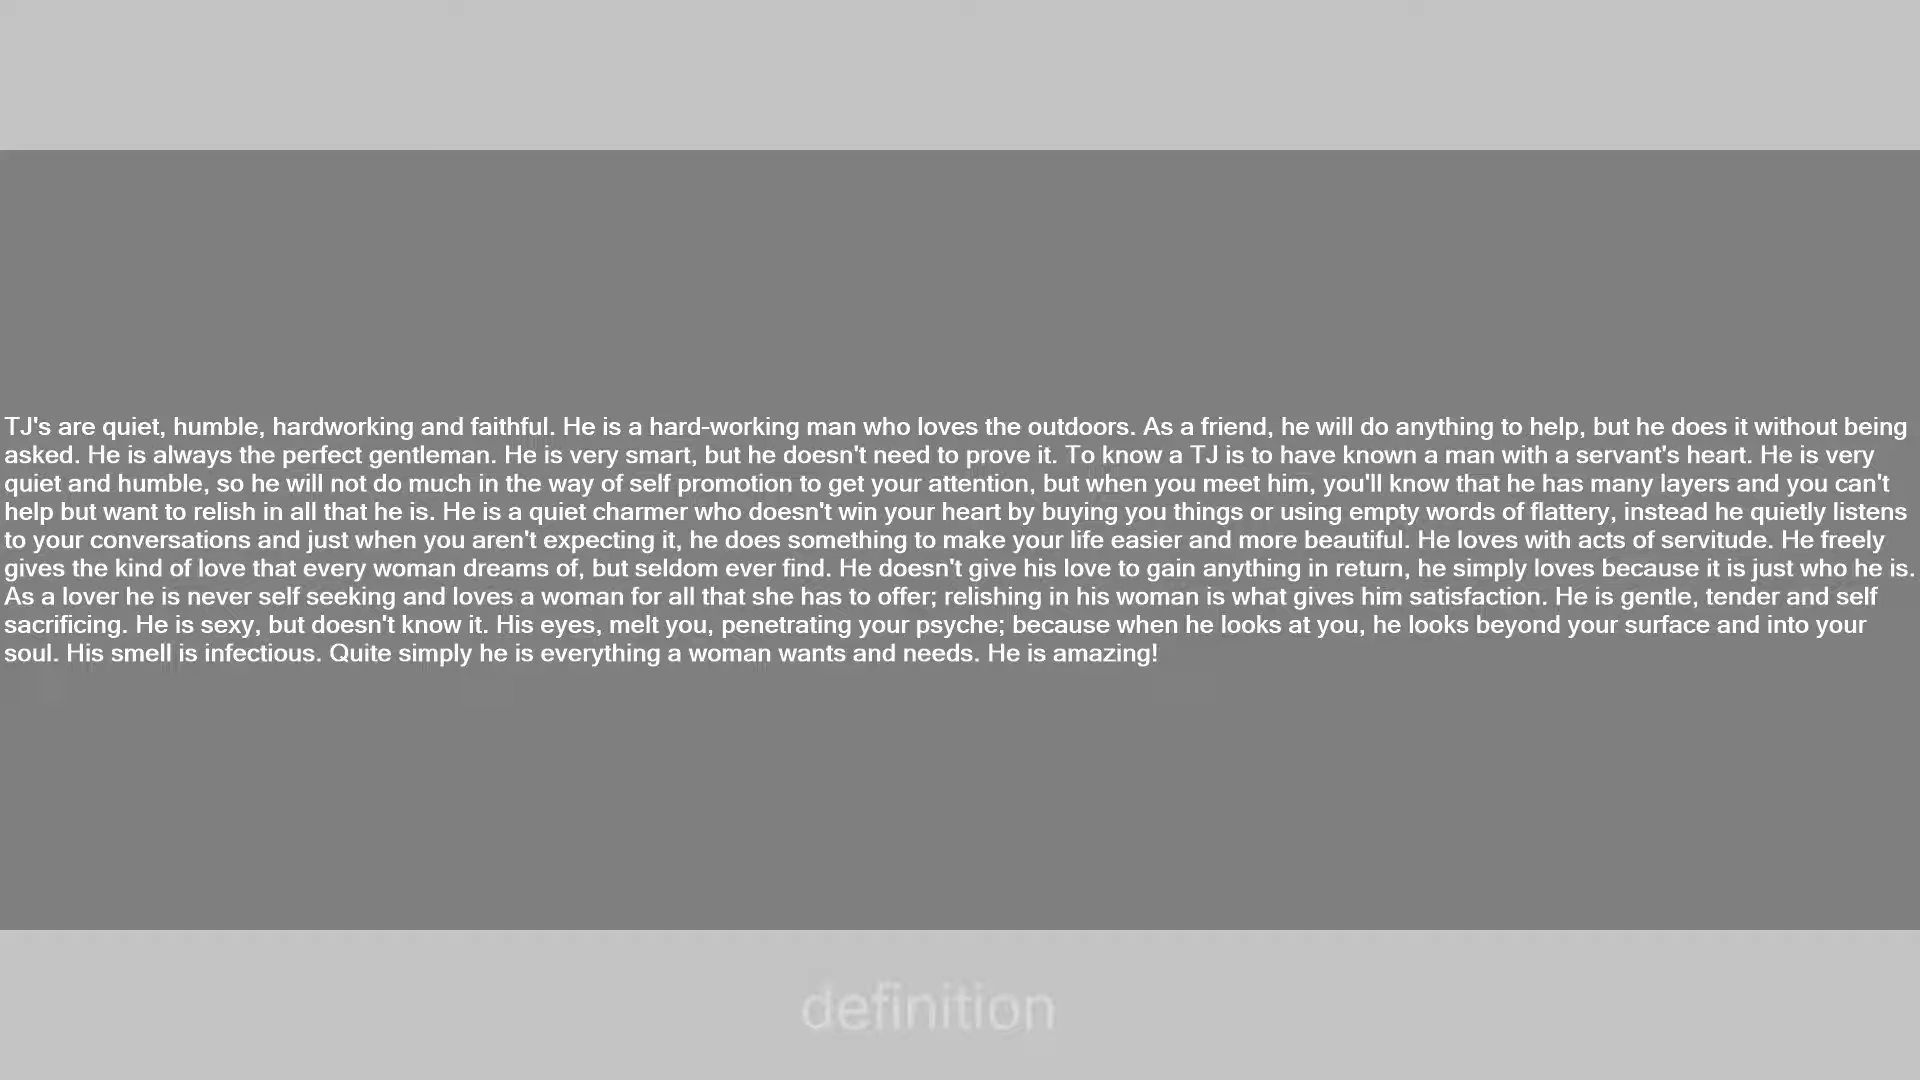 TJ's are quiet, humble, hardworking and faithful. He is a hard-working man who loves the outdoors. As a friend, he will do anything to help, but he does it without being
asked. He is always the perfect gentleman. He is very smart, but he doesn't need to prove it. To know a TJ is to have known a man with a servant's heart. He is very
quiet and humble, so he will not do much in the way of self promotion to get your attention, but when you meet him, you'll know that he has many layers and you can't
help but want to relish in all that he is. He is a quiet charmer who doesn't win your heart by buying you things or using empty words of flattery, instead he quietly listens
to your conversations and just when you aren't expecting it, he does something to make your life easier and more beautiful. He loves with acts of servitude. He freely
gives the kind of love that every woman dreams of, but seldom ever find. He doesn't give his love to gain anything in return, he simply loves because it is just who he is.
As a lover he is never self seeking and loves a woman for all that she has to offer; relishing in his woman is what gives him satisfaction. He is gentle, tender and self
sacrificing. He is sexy, but doesn't know it. His eyes, melt you, penetrating your psyche; because when he looks at you, he looks beyond your surface and into your
soul. His smell is infectious. Quite simply he is everything a woman wants and needs. He is amazing!
definition